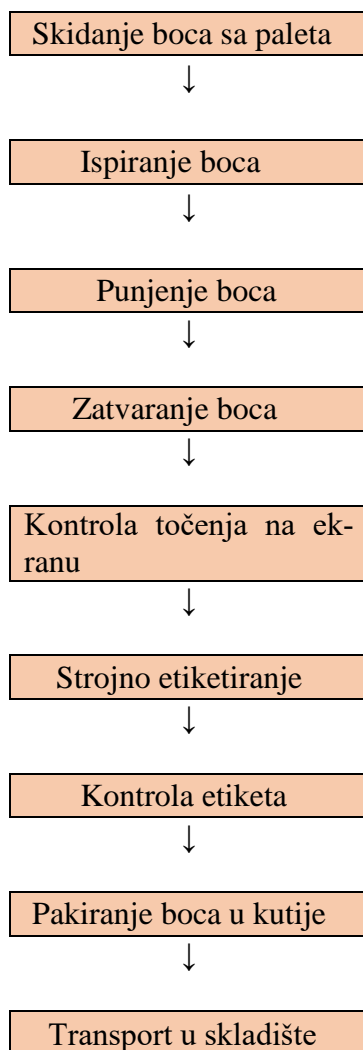 Skidanje boca sa paleta
↓
Ispiranje boca
↓
Punjenje boca
↓
Zatvaranje boca
↓
Kontrola točenja na ek-
ranu
↓
Strojno etiketiranje
↓
Kontrola etiketa
↓
Pakiranje boca u kutije
↓
Transport u skladište